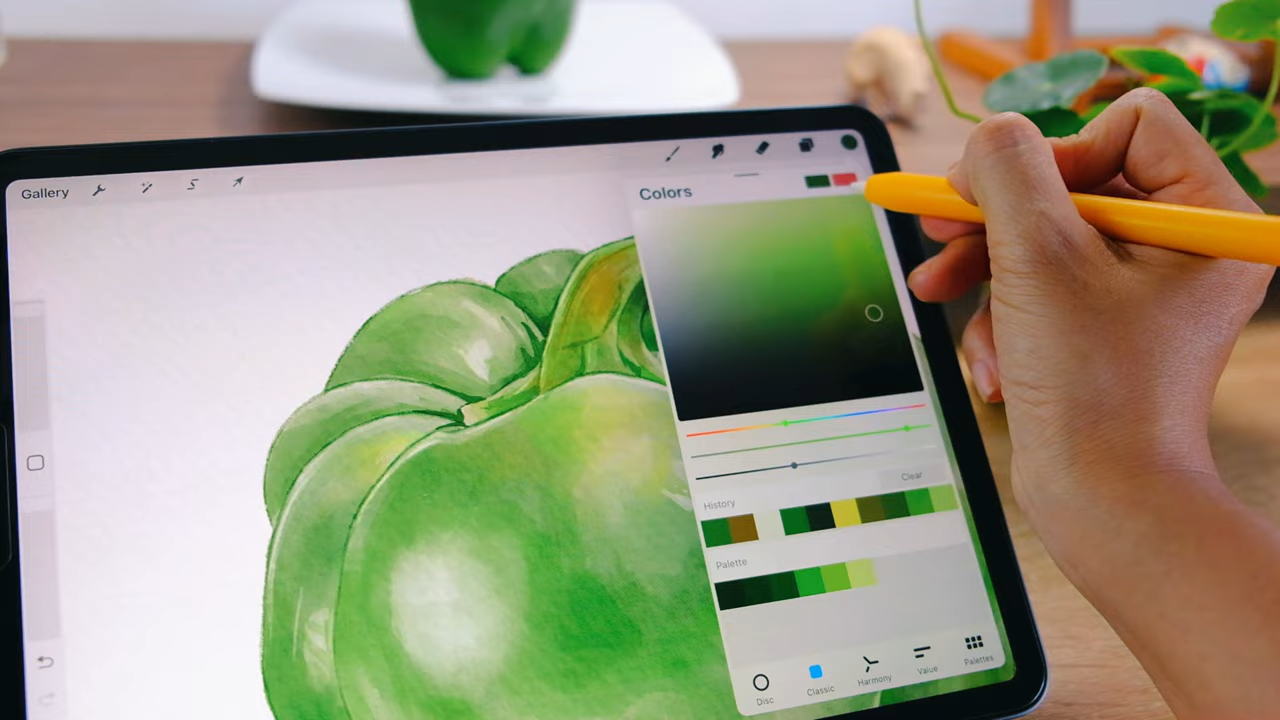 Gallery
Colors
Clear
History
Palette
Disc
Classic
Harmony
Value
Palettes